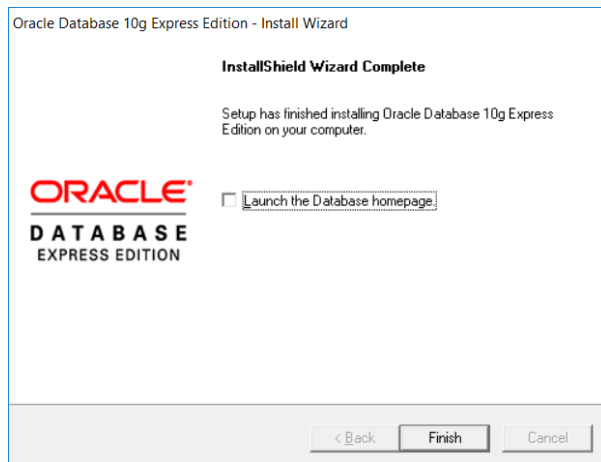 Oracle Database 10g Express Edition - Install Wizard
InstallShield Wizard Complete
Setup has finished installing Oracle Database 10g Express
Edition on your computer.
ORACLE
DATABASE
EXPRESS EDITION
Launch the Database homepage.
< Back
Finish
Cancel